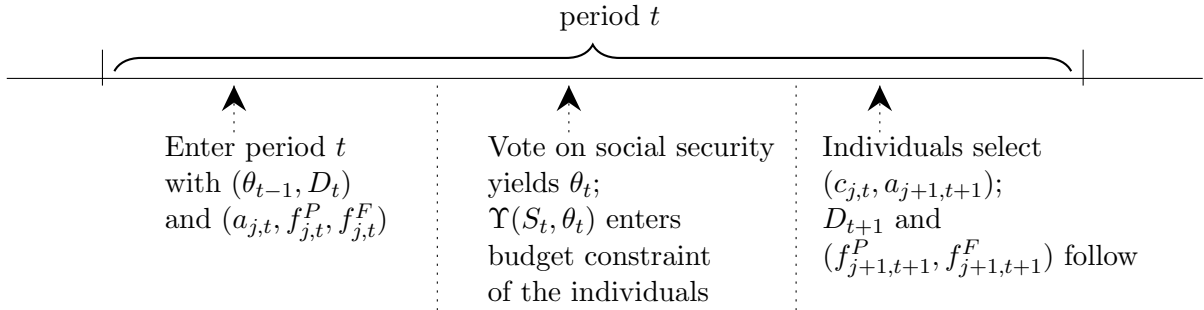 period t
Enter period t
with (θ_{t−1}, D_t)
and (a_{j,t}, f^P_{j,t}, f^F_{j,t})
Vote on social security
yields θ_t;
ϒ(S_t, θ_t) enters
budget constraint
of the individuals
Individuals select
(c_{j,t}, a_{j+1,t+1});
D_{t+1} and
(f^P_{j+1,t+1}, f^F_{j+1,t+1}) follow